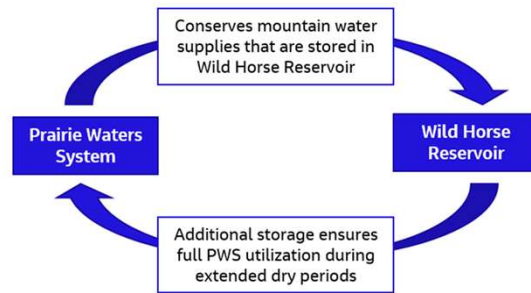 Conserves mountain water
supplies that are stored in
Wild Horse Reservoir
Prairie Waters
System
Wild Horse
Reservoir
Additional storage ensures
full PWS utilization during
extended dry periods